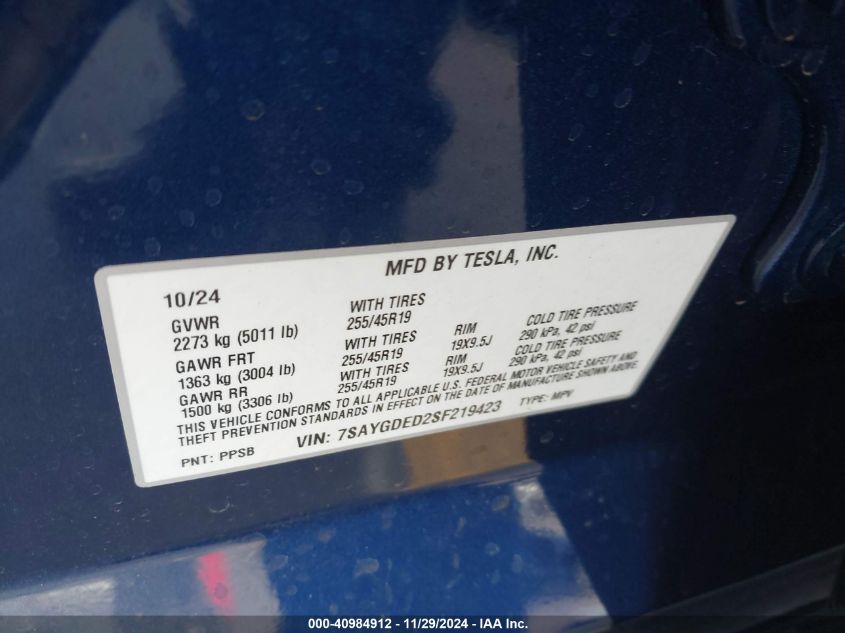 MFD BY TESLA, INC.
10/24
GVWR
2273 kg (5011 lb)
WITH TIRES
255/45R19
GAWR FRT
1363 kg (3004 lb)
WITH TIRES
255/45R19
RIM
19X9.5J
COLD TIRE PRESSURE
290 kPa, 42 psi
GAWR RR
1500 kg (3306 lb)
WITH TIRES
255/45R19
RIM
19X9.5J
COLD TIRE PRESSURE
290 kPa, 42 psi
THIS VEHICLE CONFORMS TO ALL APPLICABLE U.S. FEDERAL MOTOR VEHICLE SAFETY AND
THEFT PREVENTION STANDARDS IN EFFECT ON THE DATE OF MANUFACTURE SHOWN ABOVE
PNT: PPSB VIN: 7SAYGDED2SF219423 TYPE: MPV
000-40984912 - 11/29/2024 - IAA Inc.